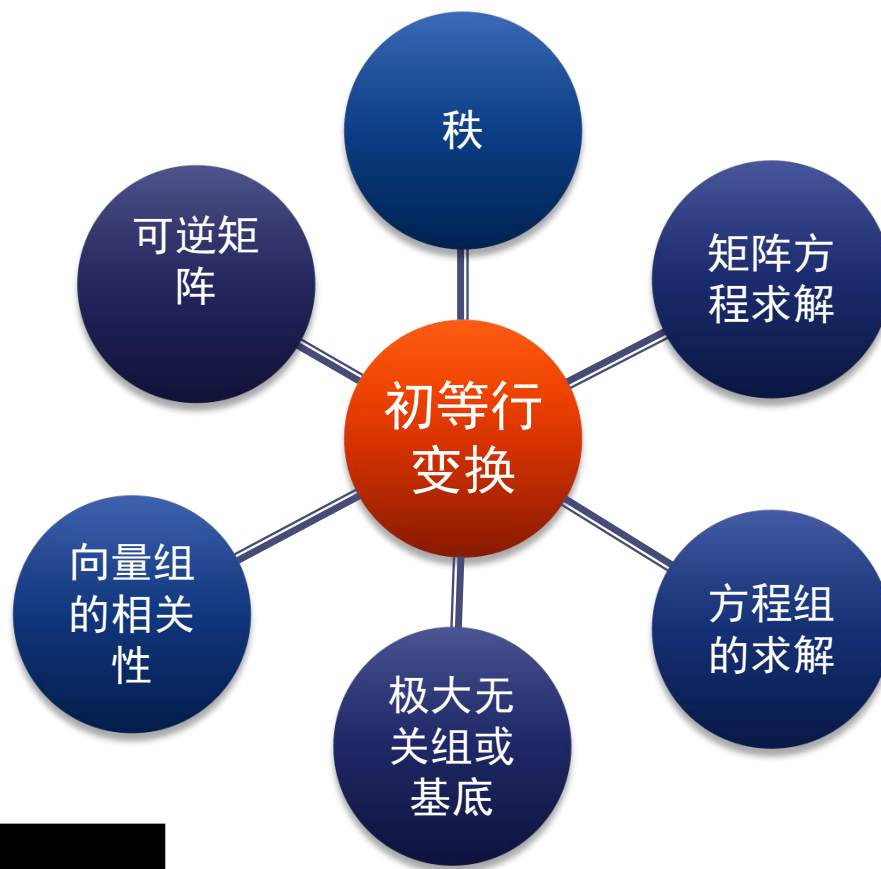 秩
可逆矩
阵
矩阵方
程求解
初等行
变换
向量组
的相关
性
方程组
的求解
极大无
关组或
基底